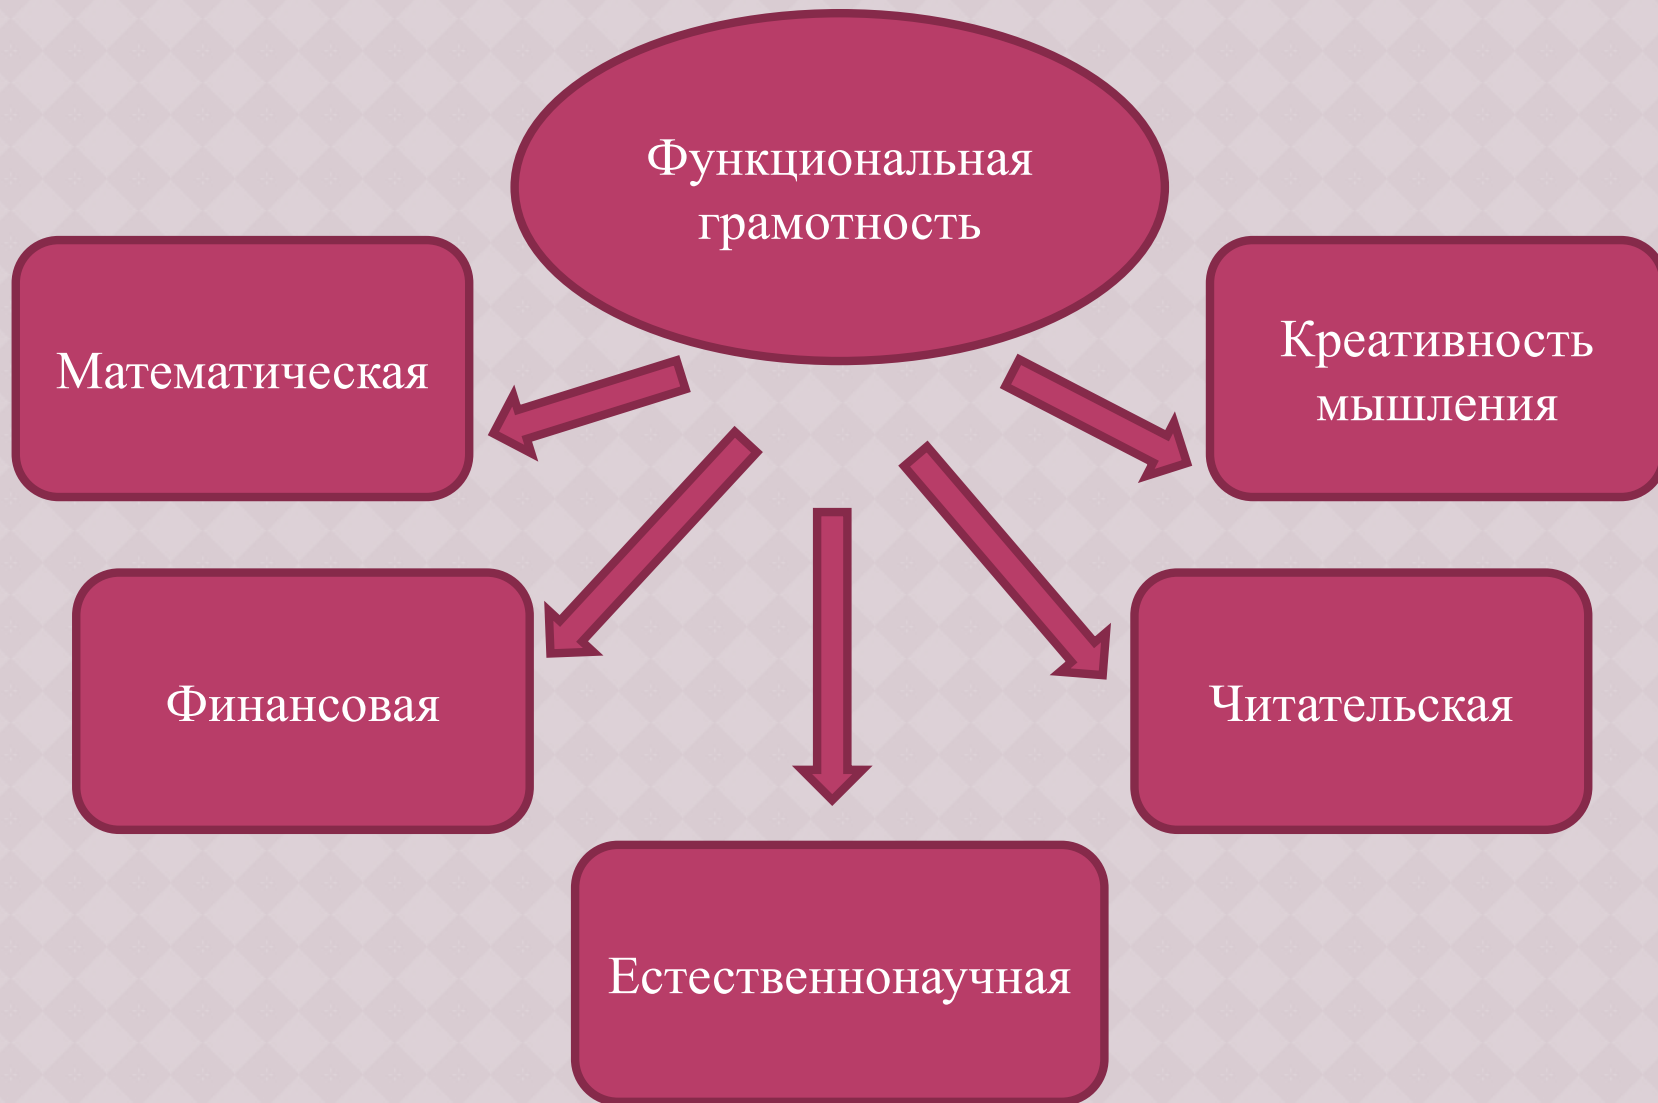 Функциональная
грамотность
Математическая
Креативность
мышления
Финансовая
Читательская
Естественнонаучная